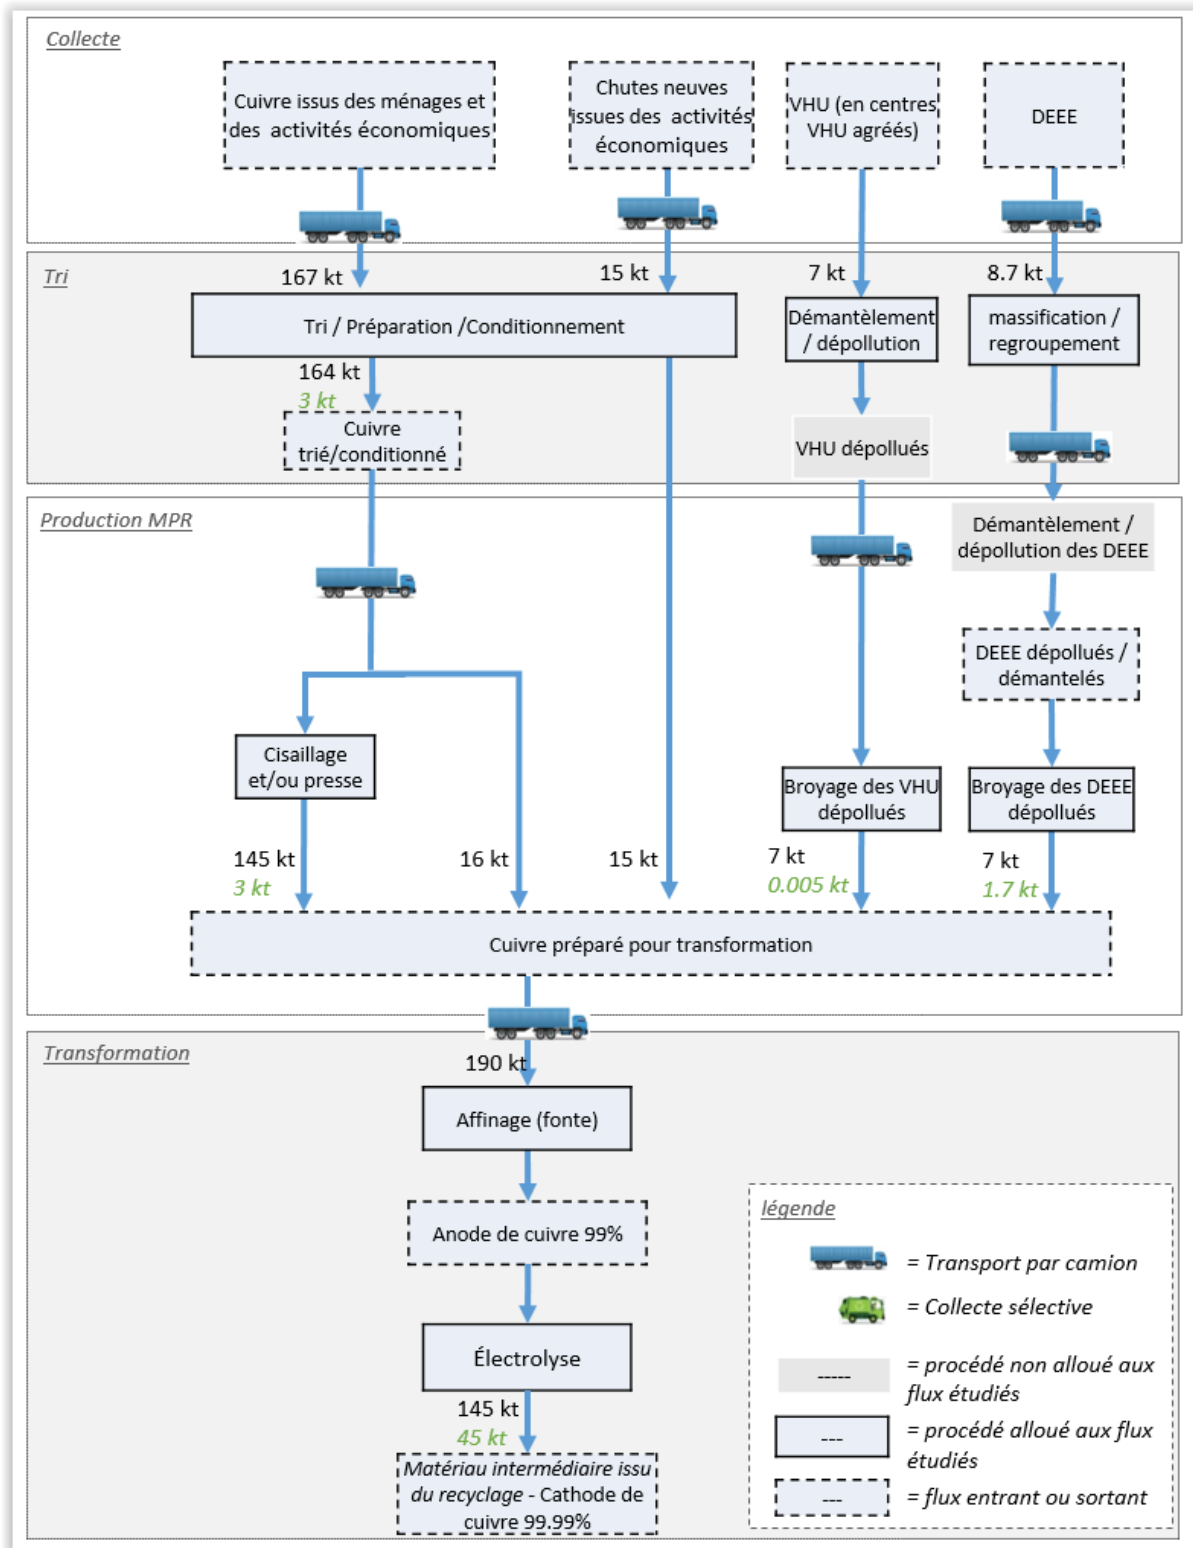 Collecte
Cuivre issus des ménages et
des activités économiques
Chutes neuves
issues des activités
économiques
VHU (en centres
VHU agréés)
DEEE
Tri
167 kt
15 kt
7 kt
8.7 kt
Tri / Préparation /Conditionnement
Démantèlement
/ dépollution
massification /
regroupement
164 kt
3 kt
Cuivre
trié/conditionné
VHU dépollués
Production MPR
Démantèlement /
dépollution des DEEE
DEEE dépollués /
démantelés
Cisaillage
et/ou presse
Broyage des VHU
dépollués
Broyage des DEEE
dépollués
145 kt
3 kt
16 kt
15 kt
7 kt
0.005 kt
7 kt
1.7 kt
Cuivre préparé pour transformation
Transformation
190 kt
Affinage (fonte)
Anode de cuivre 99%
Électrolyse
145 kt
45 kt
Matériau intermédiaire issu
du recyclage - Cathode de
cuivre 99.99%
légende
= Transport par camion
= Collecte sélective
-----
= procédé non alloué aux
flux étudiés
---
= procédé alloué aux flux
étudiés
---
= flux entrant ou sortant